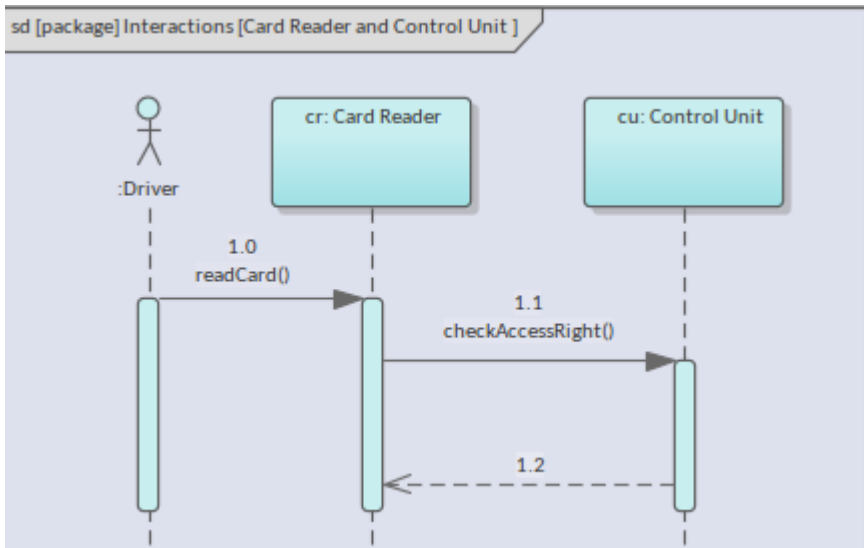 sd [package] Interactions [Card Reader and Control Unit ]
cr: Card Reader
cu: Control Unit
:Driver
1.0
readCard()
1.1
checkAccessRight()
1.2